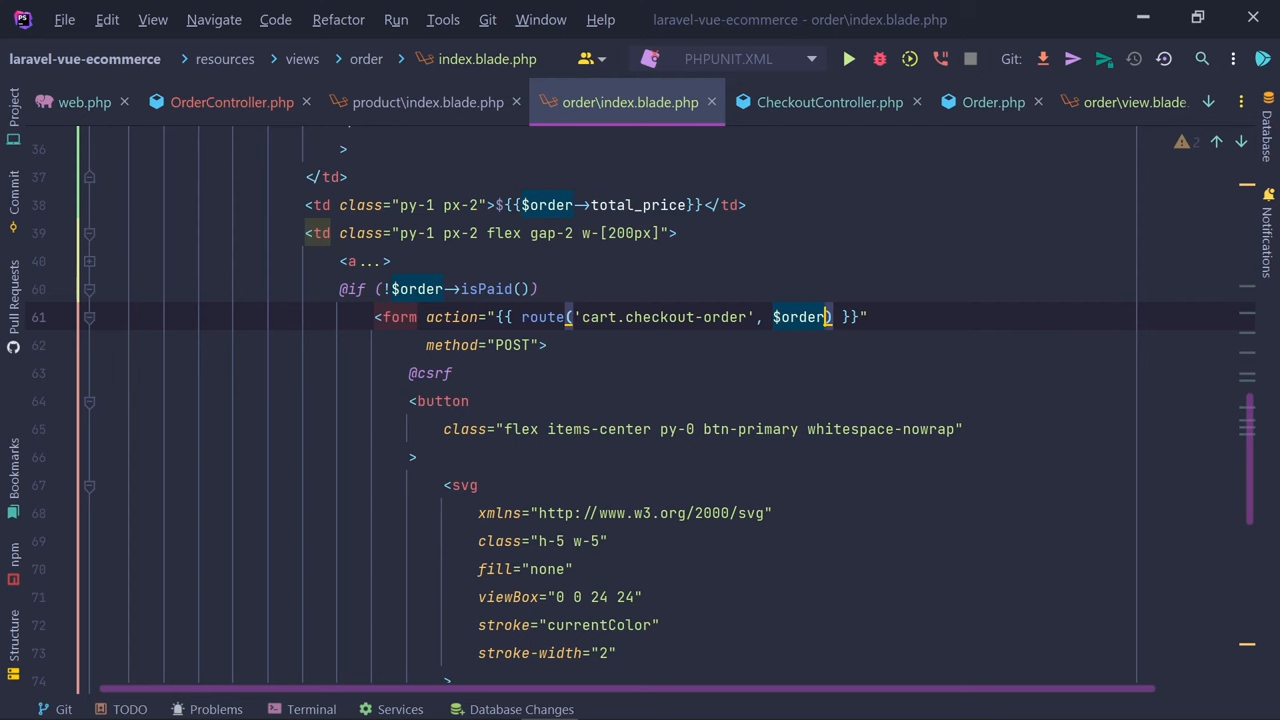 PS File Edit View Navigate Code Refactor Run Tools Git Window Help laravel-vue-ecommerce - order\index.blade.php
laravel-vue-ecommerce resources views order index.blade.php PHPUNIT.XML Git:
web.php OrderController.php product\index.blade.php order\index.blade.php CheckoutController.php Order.php order\view.blade.
Project
Commit
Pull Requests
Bookmarks
npm
Structure
Database
Notifications
2
36 >
37 </td>
38 <td class="py-1 px-2">${{$order->total_price}}</td>
39 <td class="py-1 px-2 flex gap-2 w-[200px]">
40 <a...>
60 @if (!$order->isPaid())
61 <form action="{{ route('cart.checkout-order', $order) }}"
62 method="POST">
63 @csrf
64 <button
65 class="flex items-center py-0 btn-primary whitespace-nowrap"
66 >
67 <svg
68 xmlns="http://www.w3.org/2000/svg"
69 class="h-5 w-5"
70 fill="none"
71 viewBox="0 0 24 24"
72 stroke="currentColor"
73 stroke-width="2"
74 >
Git TODO Problems Terminal Services Database Changes